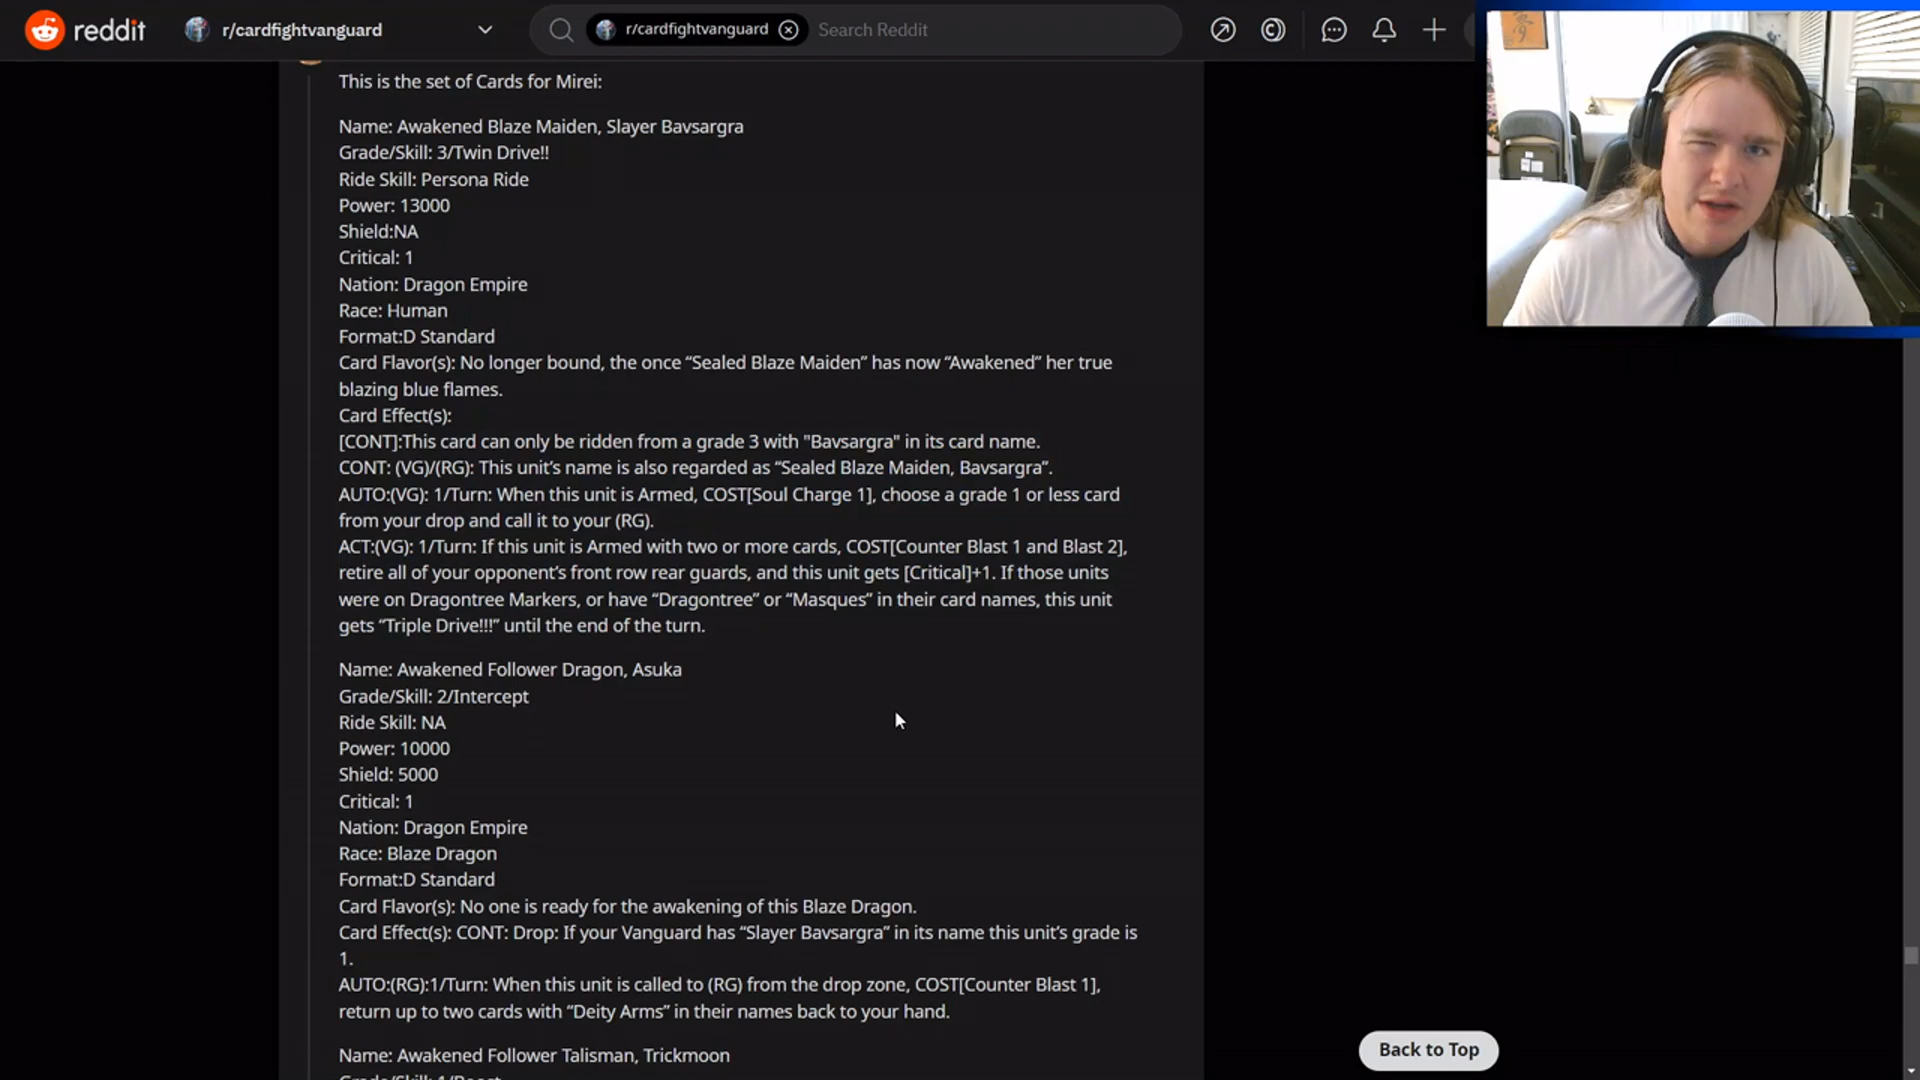 reddit
r/cardfightvanguard
r/cardfightvanguard
Search Reddit
This is the set of Cards for Mirei:
Name: Awakened Blaze Maiden, Slayer Bavsargra
Grade/Skill: 3/Twin Drive!!
Ride Skill: Persona Ride
Power: 13000
Shield:NA
Critical: 1
Nation: Dragon Empire
Race: Human
Format:D Standard
Card Flavor(s): No longer bound, the once “Sealed Blaze Maiden” has now “Awakened” her true
blazing blue flames.
Card Effect(s):
[CONT]:This card can only be ridden from a grade 3 with "Bavsargra" in its card name.
CONT: (VG)/(RG): This unit’s name is also regarded as “Sealed Blaze Maiden, Bavsargra”.
AUTO:(VG): 1/Turn: When this unit is Armed, COST[Soul Charge 1], choose a grade 1 or less card
from your drop and call it to your (RG).
ACT:(VG): 1/Turn: If this unit is Armed with two or more cards, COST[Counter Blast 1 and Blast 2],
retire all of your opponent’s front row rear guards, and this unit gets [Critical]+1. If those units
were on Dragontree Markers, or have “Dragontree” or “Masques” in their card names, this unit
gets “Triple Drive!!!” until the end of the turn.
Name: Awakened Follower Dragon, Asuka
Grade/Skill: 2/Intercept
Ride Skill: NA
Power: 10000
Shield: 5000
Critical: 1
Nation: Dragon Empire
Race: Blaze Dragon
Format:D Standard
Card Flavor(s): No one is ready for the awakening of this Blaze Dragon.
Card Effect(s): CONT: Drop: If your Vanguard has “Slayer Bavsargra” in its name this unit’s grade is
1.
AUTO:(RG):1/Turn: When this unit is called to (RG) from the drop zone, COST[Counter Blast 1],
return up to two cards with “Deity Arms” in their names back to your hand.
Back to Top
Name: Awakened Follower Talisman, Trickmoon
Grade/Skill: 1/Boost